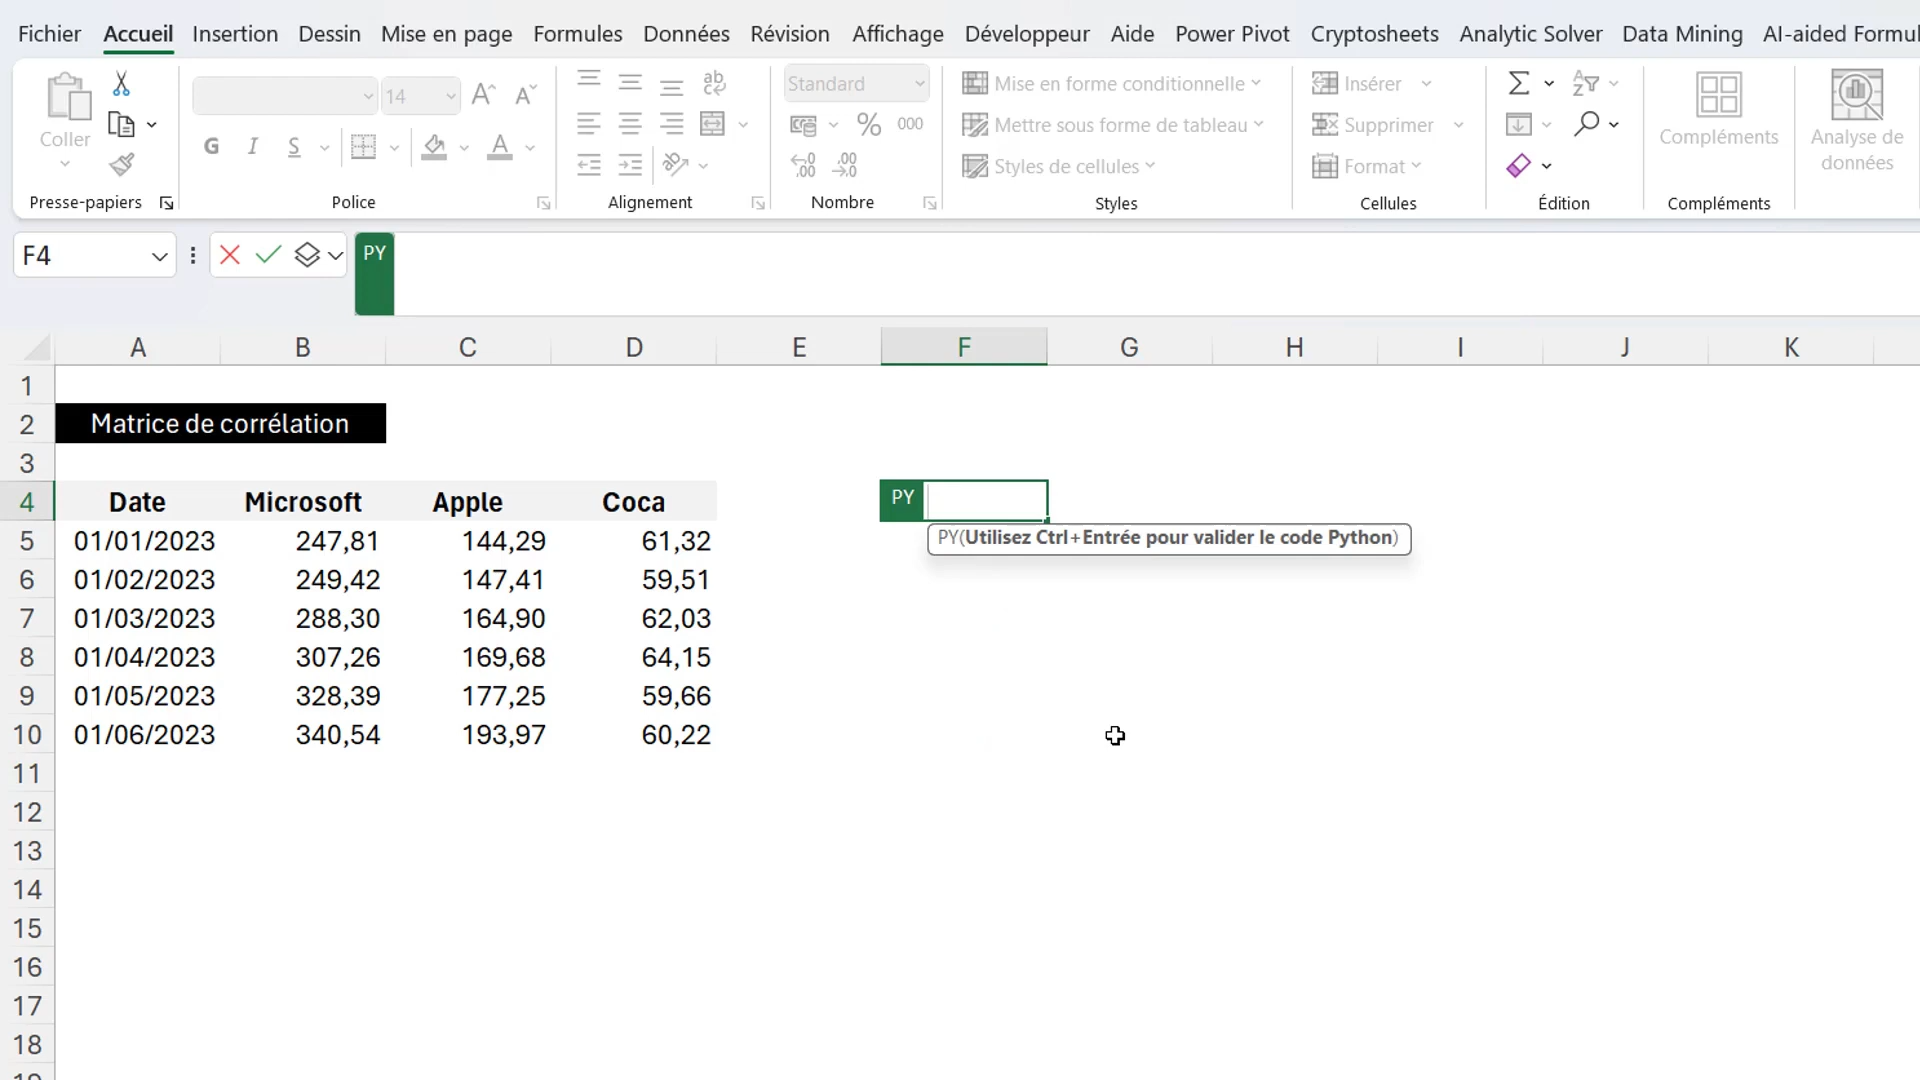 Fichier Accueil Insertion Dessin Mise en page Formules Données Révision Affichage Développeur Aide Power Pivot Cryptosheets Analytic Solver Data Mining AI-aided Formul
Coller
14
G I S
ab
Standard
% 000
Mise en forme conditionnelle
Mettre sous forme de tableau
Styles de cellules
Insérer
Supprimer
Format
Compléments
Analyse de
données
Presse-papiers Police Alignement Nombre Styles Cellules Édition Compléments
F4 PY
A B C D E F G H I J K
1
2 Matrice de corrélation
3
4 Date Microsoft Apple Coca PY
5 01/01/2023 247,81 144,29 61,32 PY(Utilisez Ctrl+Entrée pour valider le code Python)
6 01/02/2023 249,42 147,41 59,51
7 01/03/2023 288,30 164,90 62,03
8 01/04/2023 307,26 169,68 64,15
9 01/05/2023 328,39 177,25 59,66
10 01/06/2023 340,54 193,97 60,22
11
12
13
14
15
16
17
18